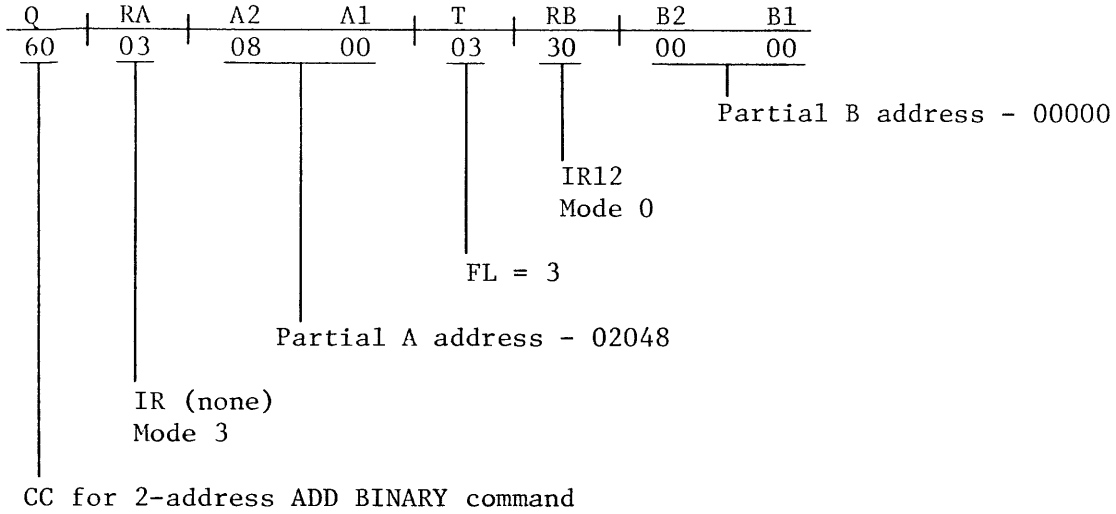 Q RA A2 A1 T RB B2 B1
60 03 08 00 03 30 00 00
Partial B address - 00000
IR12
Mode 0
FL = 3
Partial A address - 02048
IR (none)
Mode 3
CC for 2-address ADD BINARY command